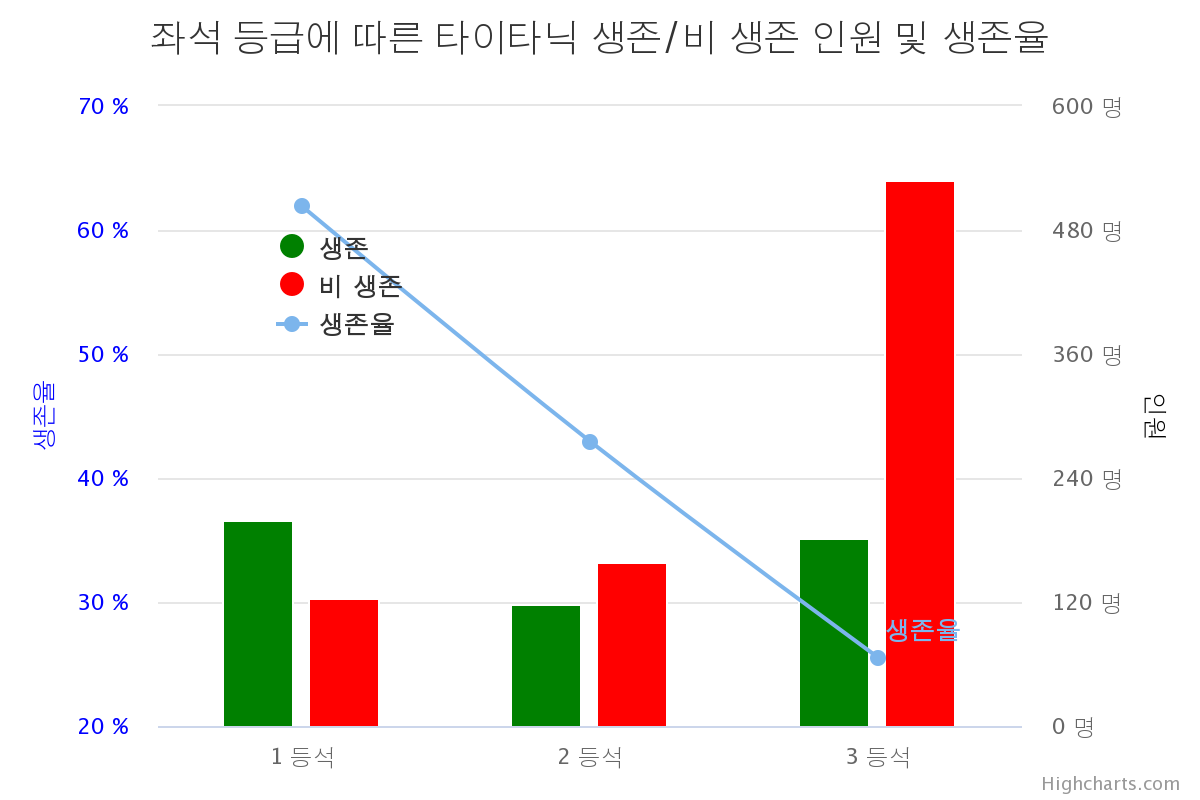 좌석 등급에 따른 타이타닉 생존/비 생존 인원 및 생존율
70 %
60 %
50 %
40 %
30 %
20 %
생존율
생존
비 생존
생존율
생존율
600 명
480 명
360 명
240 명
120 명
0 명
인원
1 등석
2 등석
3 등석
Highcharts.com